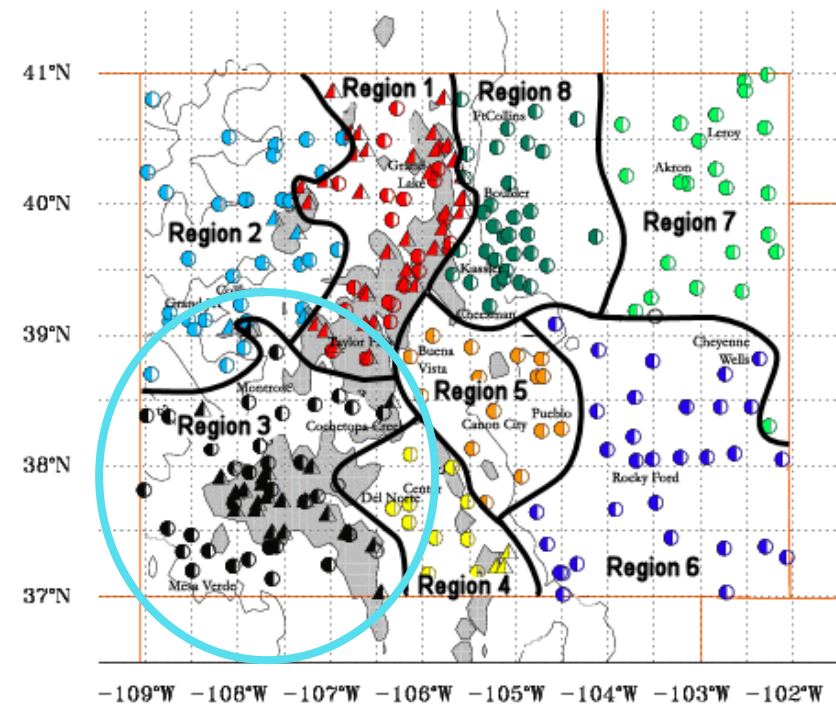 41°N
Region 1
Region 8
FtCollins
Leroy
Grand
Lake
Akron
40°N
Boulder
Region 7
Region 2
Kassler
Cheesman
39°N
Taylor
Buena
Vista
Cheyenne
Wells
Montrose
Region 5
Region 3
Pueblo
Cochetopa Creek
Canon City
38°N
Rocky Ford
Del Norte
Center
Mesa Verde
Region 4
Region 6
37°N
-109°W -108°W -107°W -106°W -105°W -104°W -103°W -102°W